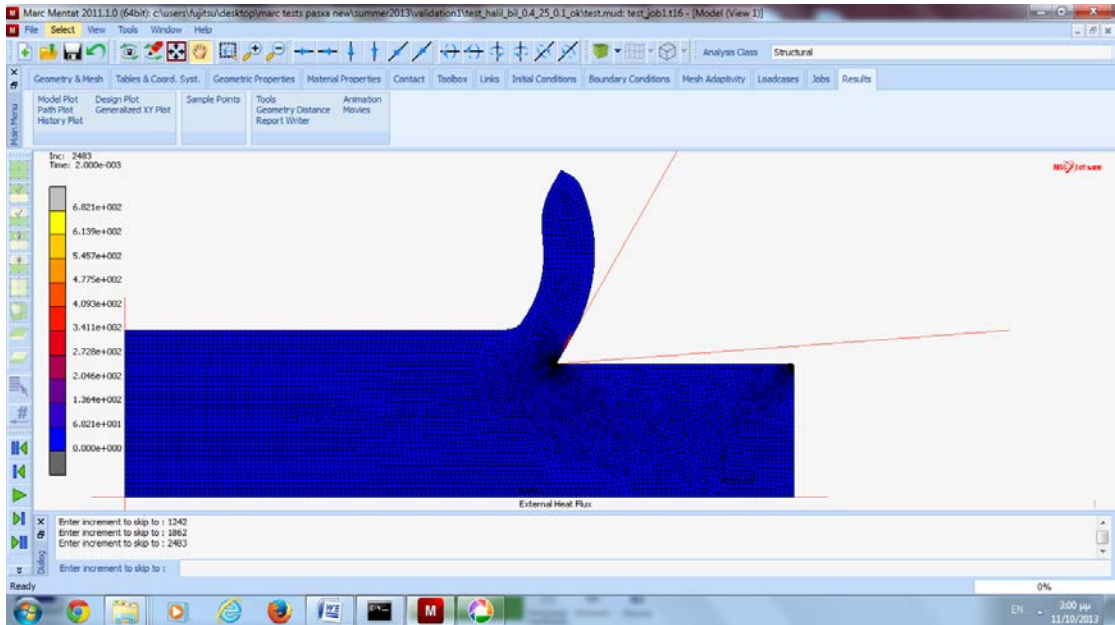 Marc Mentat 2011.1.0 (64bit): c:\users\fujitsu\desktop\marc tests pasxa new\summer2013\validation1\test_halil_bil_0.4_25_0.1_ok\test.mud: test_job1.t16 - [Model (View 1)]
File Select View Tools Window Help
Analysis Class Structural
Geometry & Mesh Tables & Coord. Syst. Geometric Properties Material Properties Contact Toolbox Links Initial Conditions Boundary Conditions Mesh Adaptivity Loadcases Jobs Results
Main Menu
Model Plot Design Plot Sample Points Tools Animation
Path Plot Generalized XY Plot Geometry Distance Movies
History Plot Report Writer
Inc: 2483
Time: 2.000e-003
MSC Software
6.821e+002
6.139e+002
5.457e+002
4.775e+002
4.093e+002
3.411e+002
2.728e+002
2.046e+002
1.364e+002
6.821e+001
0.000e+000
External Heat Flux
1
Dialog
Enter increment to skip to : 1242
Enter increment to skip to : 1862
Enter increment to skip to : 2483
Enter increment to skip to :
Ready
0%
EN
3:00 μμ
11/10/2013